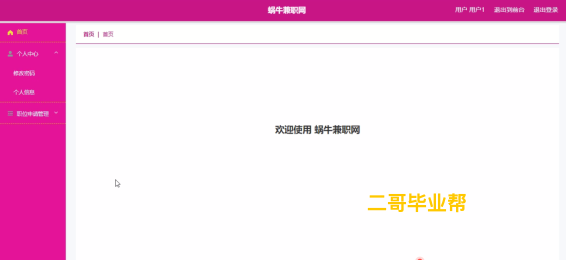 蜗牛兼职网
用户 用户1 退出到前台 退出登录
首页
首页 | 首页
个人中心
修改密码
个人信息
职位申请管理
欢迎使用 蜗牛兼职网
二哥毕业帮